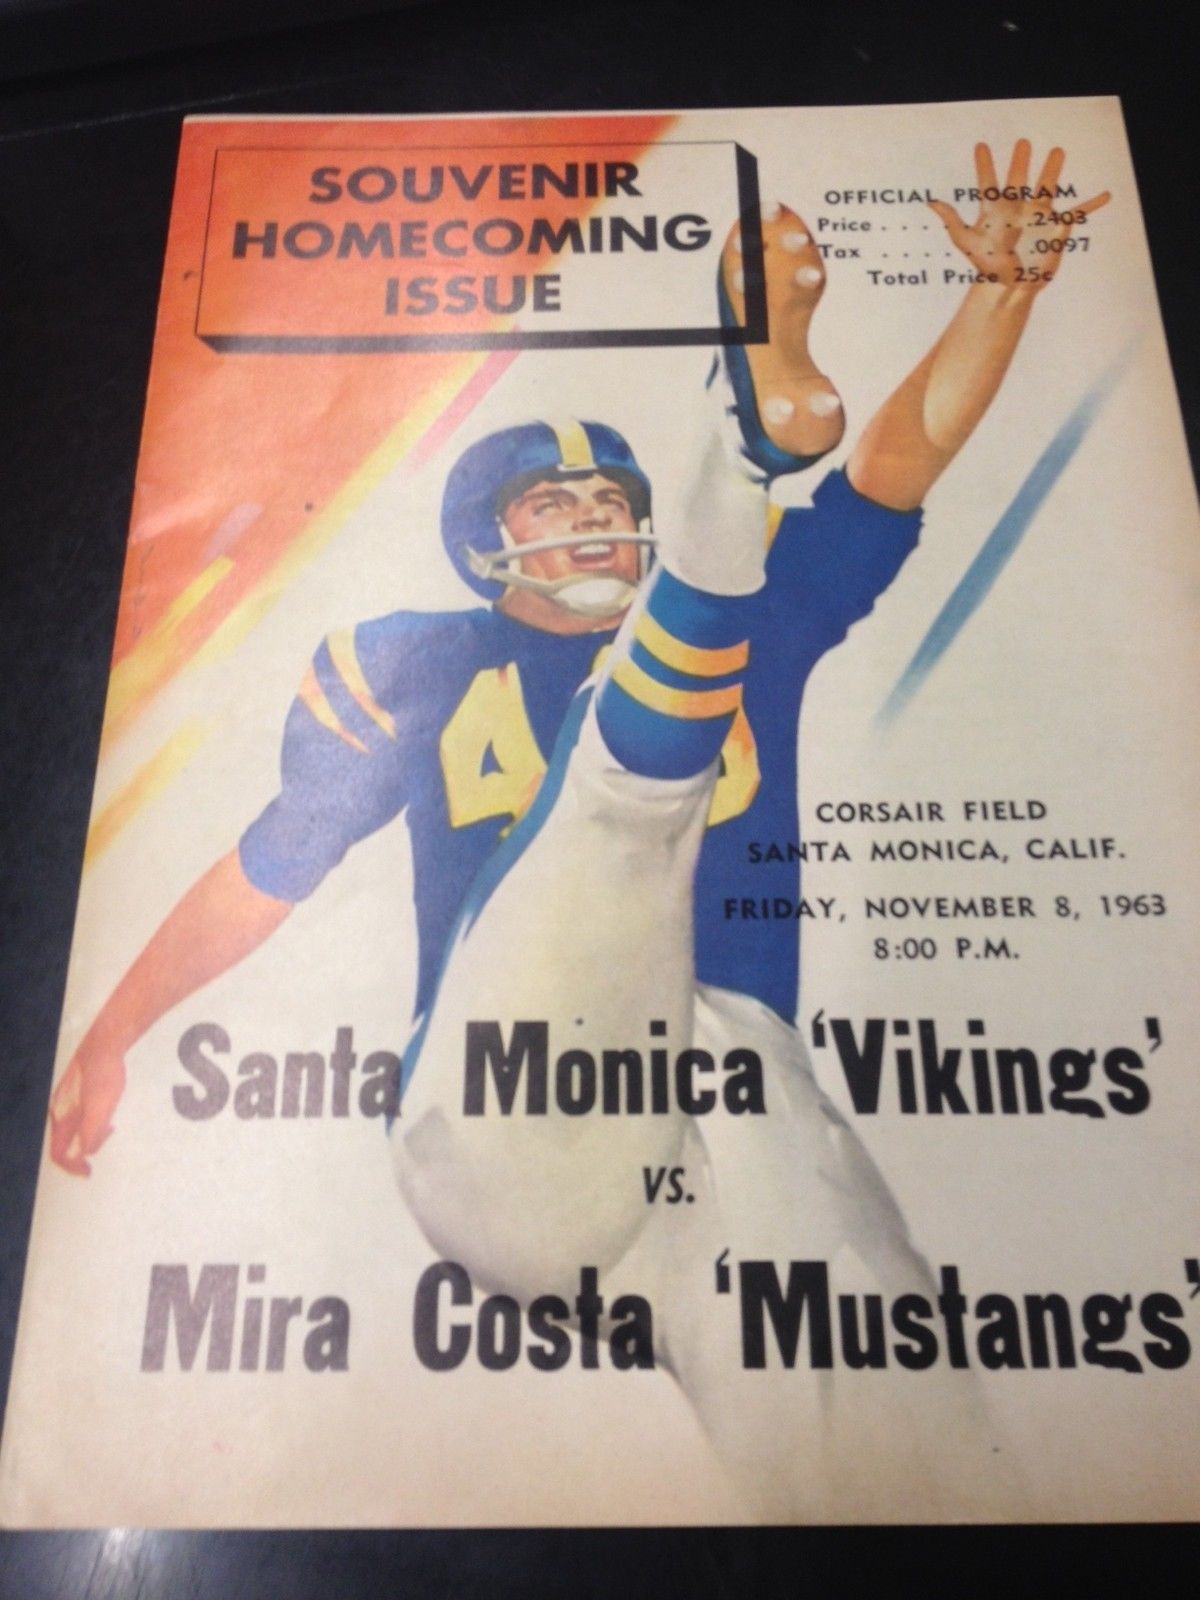 SOUVENIR
HOMECOMING
ISSUE
OFFICIAL PROGRAM
Price . . . . . . . .2403
Tax . . . . . . . .0097
Total Price 25c
4
CORSAIR FIELD
SANTA MONICA, CALIF.
FRIDAY, NOVEMBER 8, 1963
8:00 P.M.
Santa Monica 'Vikings'
vs.
Mira Costa 'Mustangs'